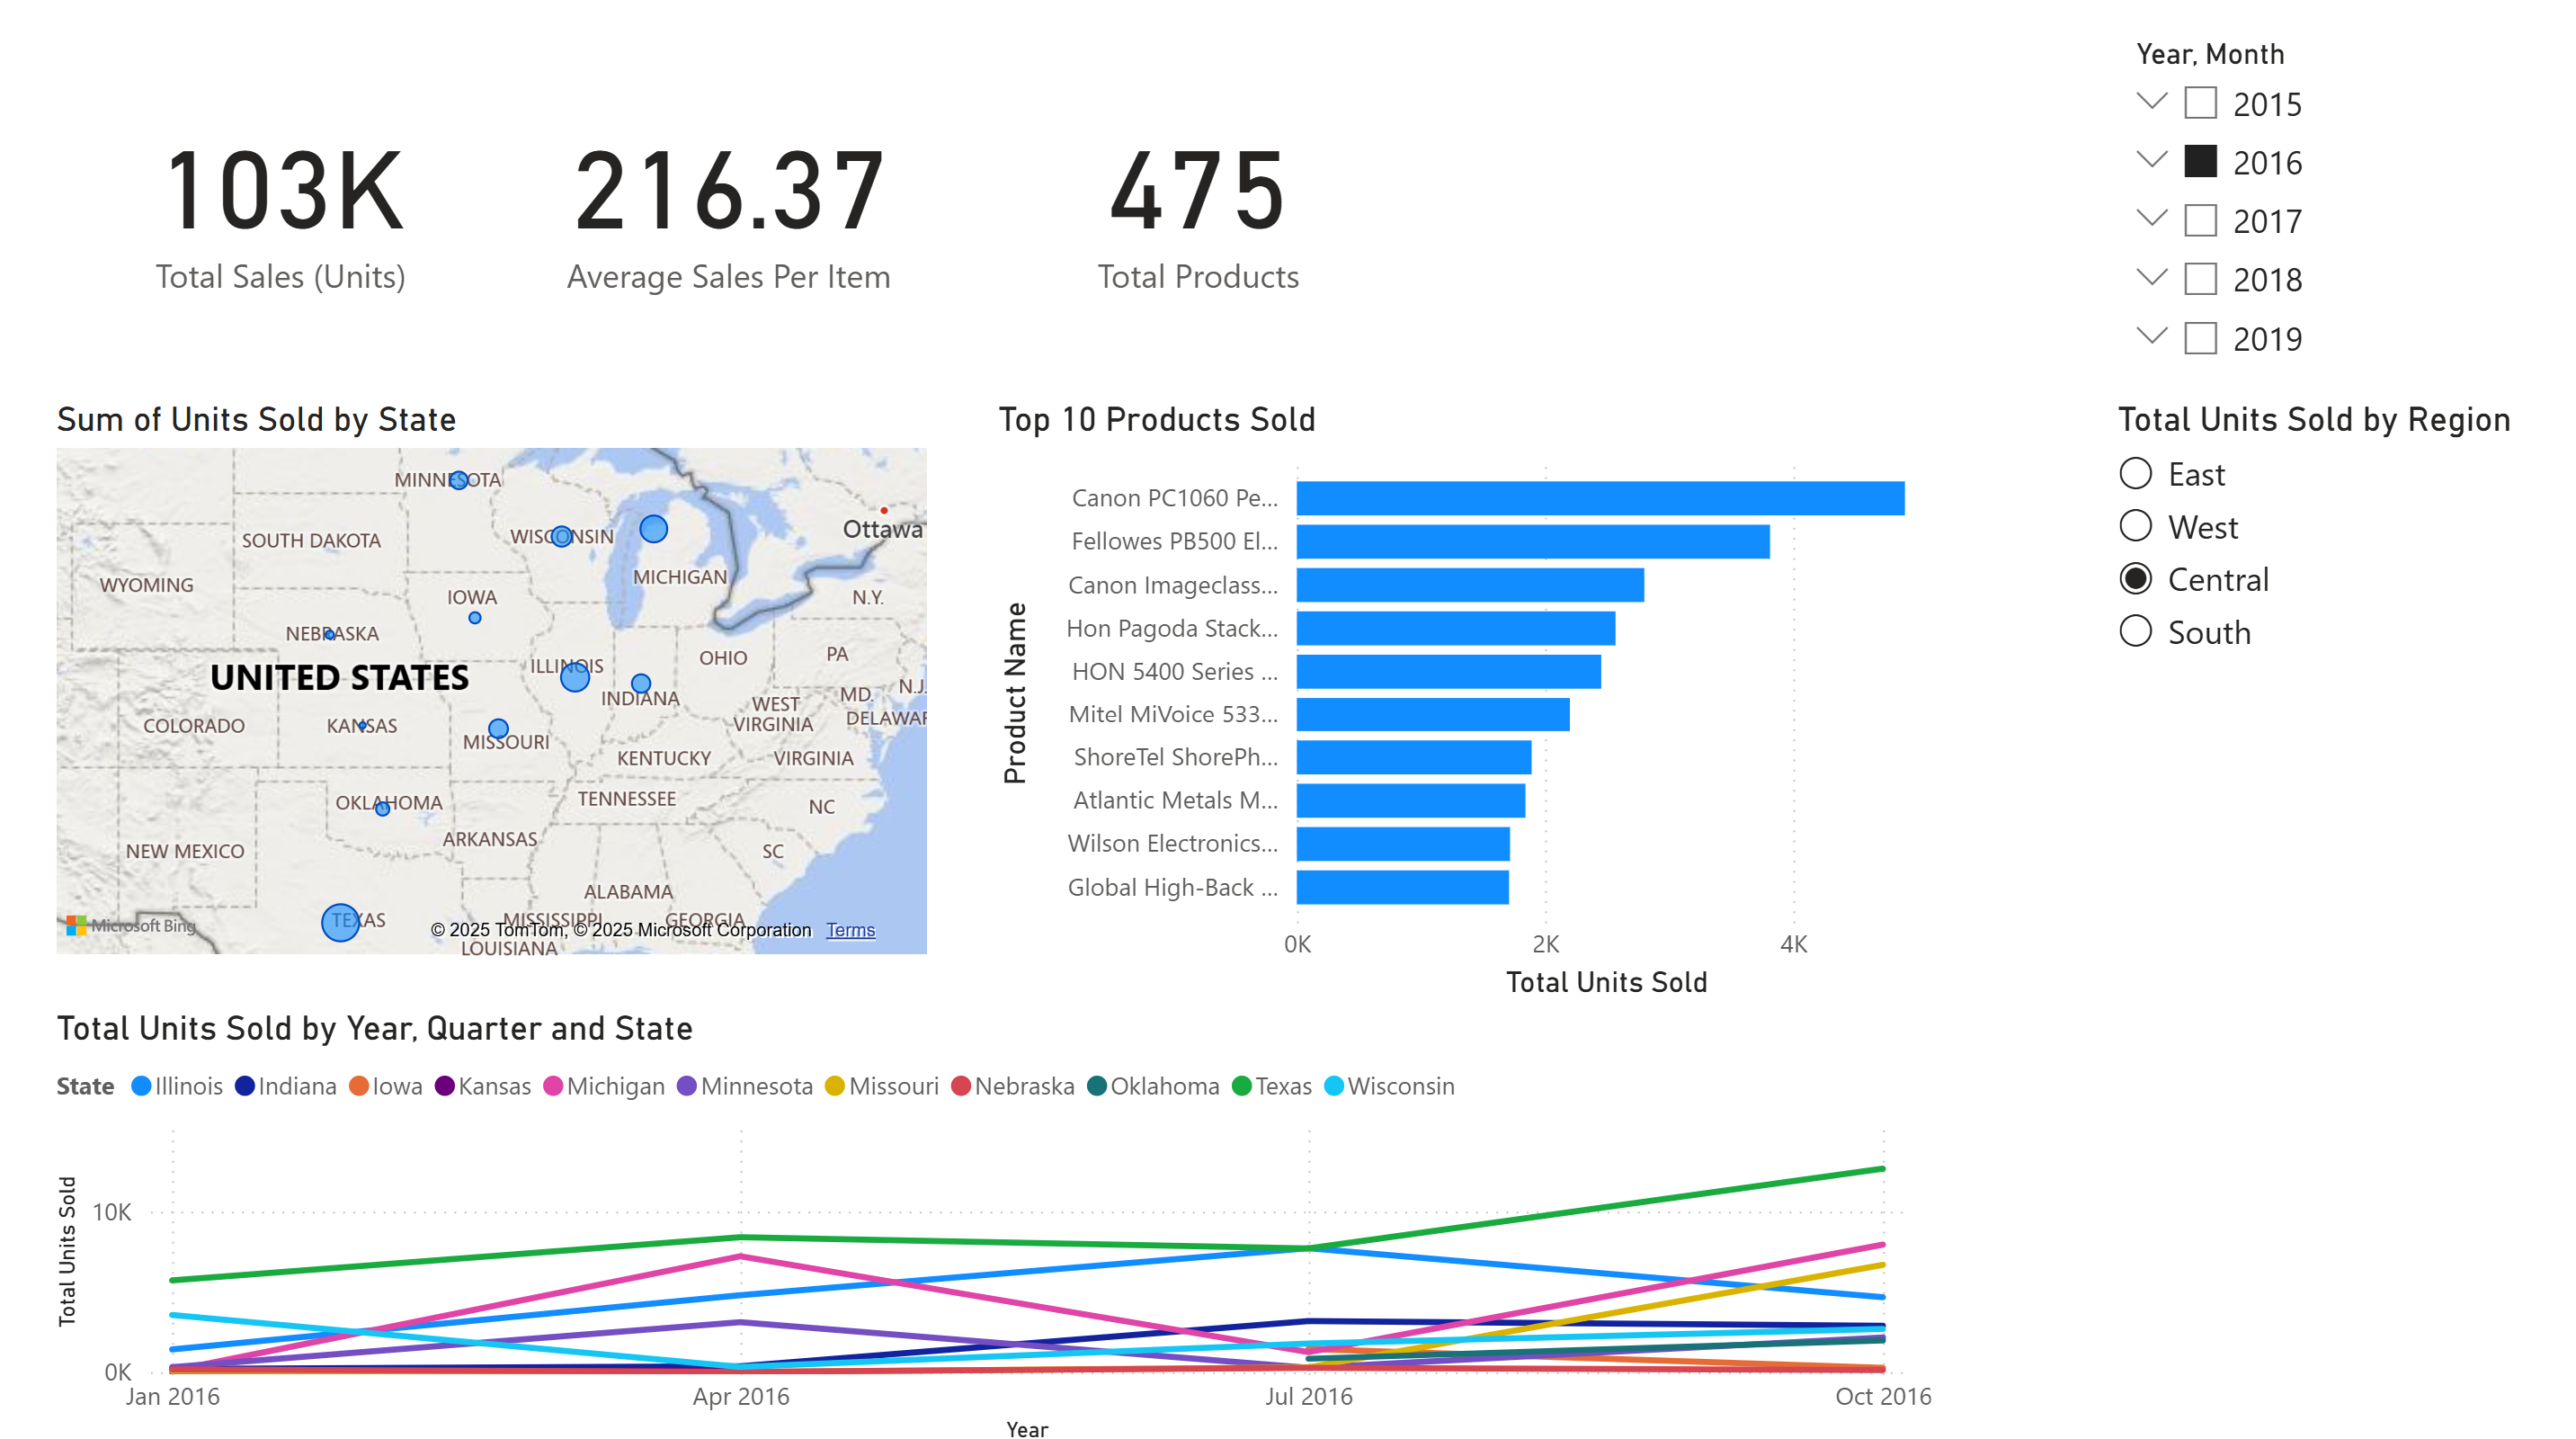 Year, Month
2015
2016
2017
2018
2019
103K
216.37
475
Total Sales (Units)
Average Sales Per Item
Total Products
Sum of Units Sold by State
MINNESOTA
WISCONSIN
Ottawa
SOUTH DAKOTA
WYOMING
MICHIGAN
IOWA
N.Y.
NEBRASKA
ILLINOIS
OHIO
PA
UNITED STATES
INDIANA
MD.
N.J.
WEST
VIRGINIA
COLORADO
KANSAS
MISSOURI
DELAWAR
KENTUCKY
VIRGINIA
OKLAHOMA
TENNESSEE
NC
ARKANSAS
NEW MEXICO
SC
ALABAMA
TEXAS
MISSISSIPPI
GEORGIA
Microsoft Bing
© 2025 TomTom, © 2025 Microsoft Corporation Terms
LOUISIANA
Top 10 Products Sold
Product Name
Canon PC1060 Pe...
Fellowes PB500 El...
Canon Imageclass...
Hon Pagoda Stack...
HON 5400 Series ...
Mitel MiVoice 533...
ShoreTel ShorePh...
Atlantic Metals M...
Wilson Electronics...
Global High-Back ...
0K 2K 4K
Total Units Sold
Total Units Sold by Region
East
West
Central
South
Total Units Sold by Year, Quarter and State
State Illinois Indiana Iowa Kansas Michigan Minnesota Missouri Nebraska Oklahoma Texas Wisconsin
Total Units Sold
10K
0K
Jan 2016 Apr 2016 Jul 2016 Oct 2016
Year